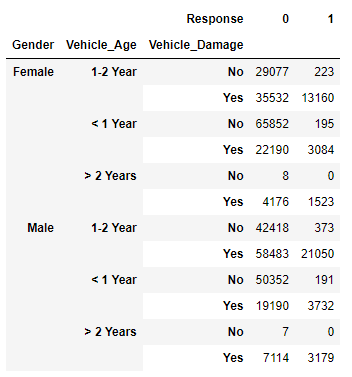 Response 0 1
Gender Vehicle_Age Vehicle_Damage
Female 1-2 Year No 29077 223
Yes 35532 13160
< 1 Year No 65852 195
Yes 22190 3084
> 2 Years No 8 0
Yes 4176 1523
Male 1-2 Year No 42418 373
Yes 58483 21050
< 1 Year No 50352 191
Yes 19190 3732
> 2 Years No 7 0
Yes 7114 3179